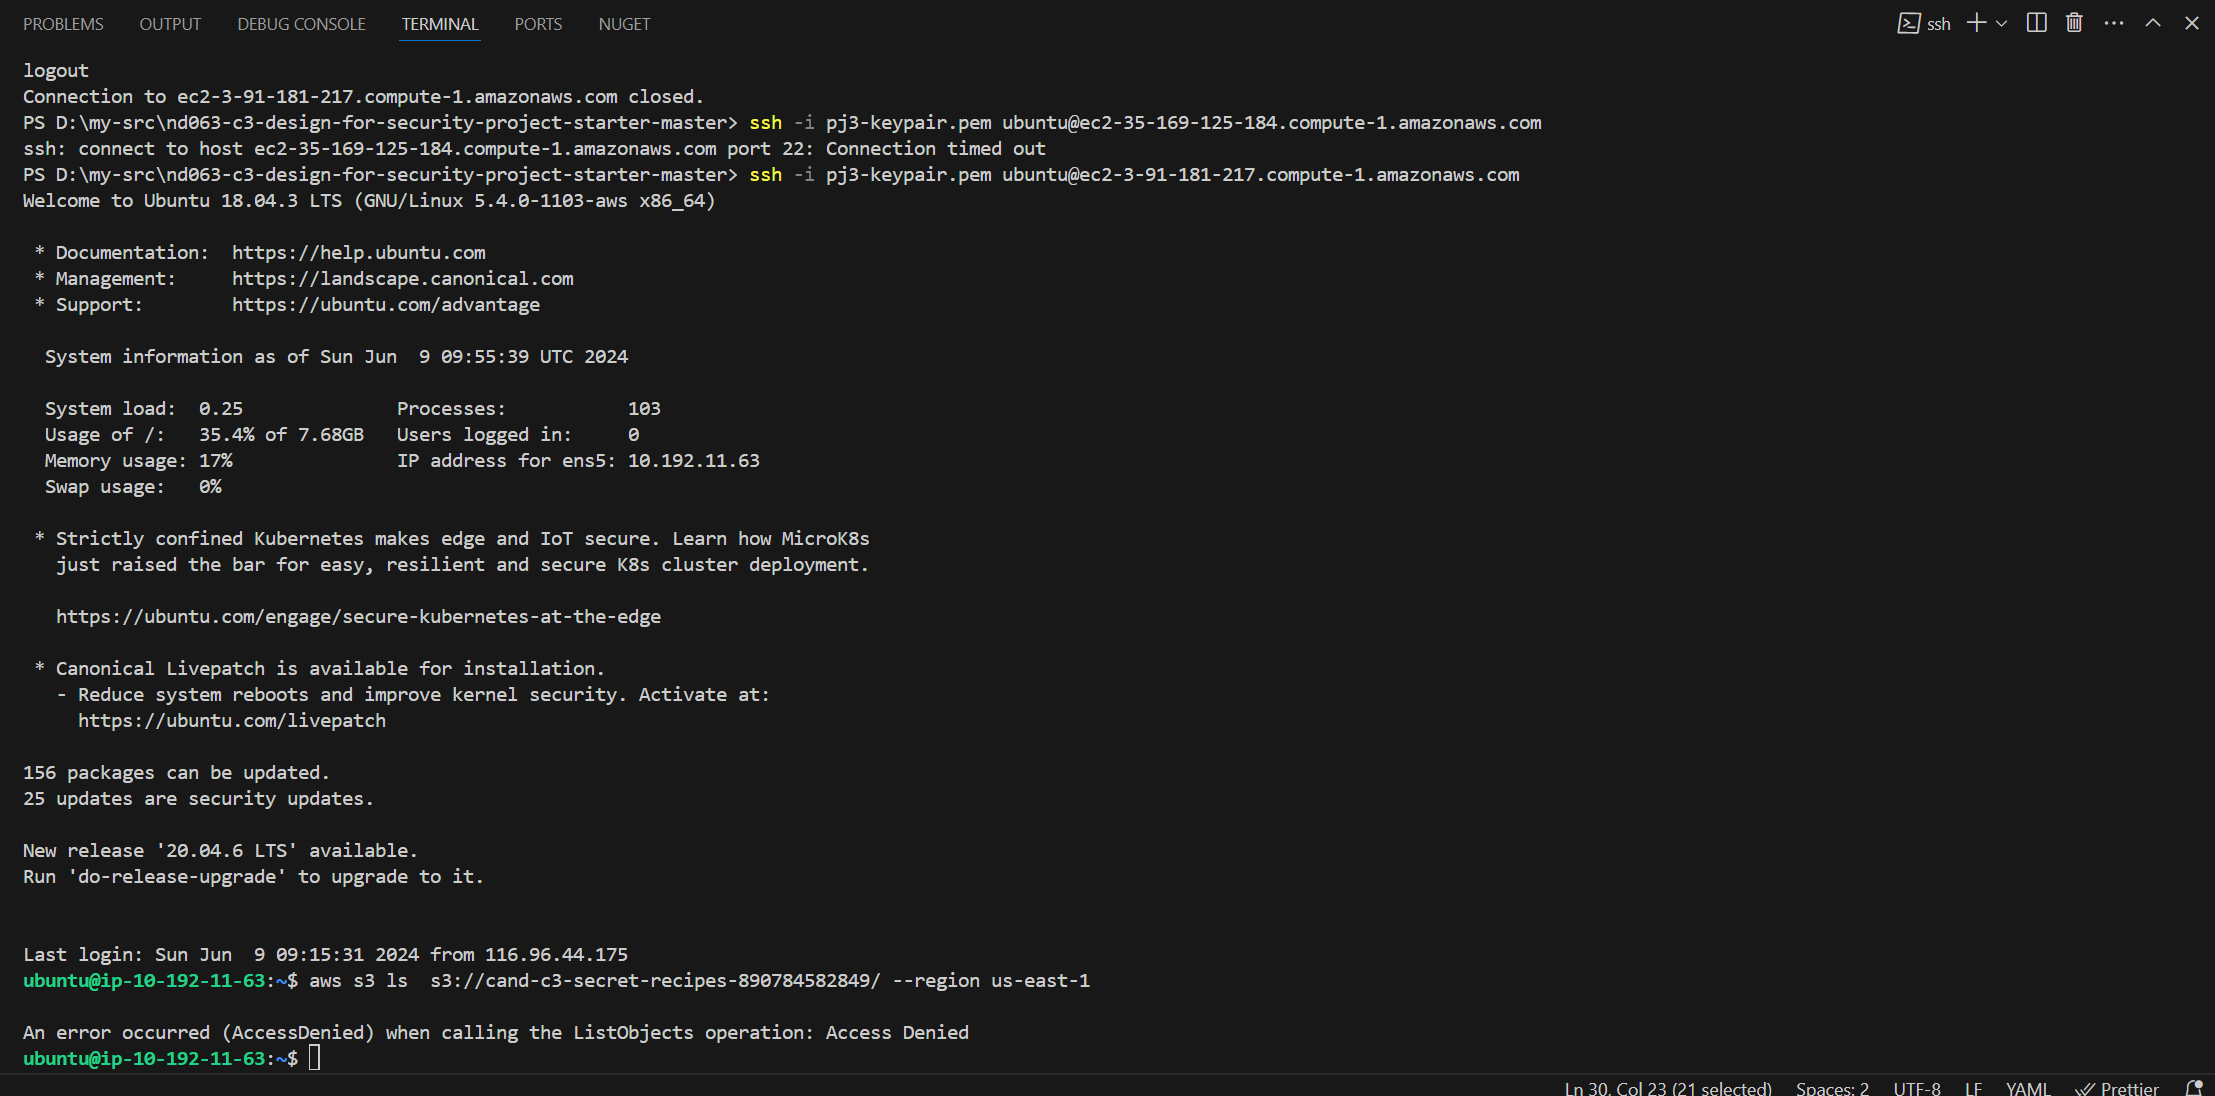 PROBLEMS OUTPUT DEBUG CONSOLE TERMINAL PORTS NUGET ssh
logout
Connection to ec2-3-91-181-217.compute-1.amazonaws.com closed.
PS D:\my-src\nd063-c3-design-for-security-project-starter-master> ssh -i pj3-keypair.pem ubuntu@ec2-35-169-125-184.compute-1.amazonaws.com
ssh: connect to host ec2-35-169-125-184.compute-1.amazonaws.com port 22: Connection timed out
PS D:\my-src\nd063-c3-design-for-security-project-starter-master> ssh -i pj3-keypair.pem ubuntu@ec2-3-91-181-217.compute-1.amazonaws.com
Welcome to Ubuntu 18.04.3 LTS (GNU/Linux 5.4.0-1103-aws x86_64)
* Documentation: https://help.ubuntu.com
* Management: https://landscape.canonical.com
* Support: https://ubuntu.com/advantage
System information as of Sun Jun 9 09:55:39 UTC 2024
System load: 0.25 Processes: 103
Usage of /: 35.4% of 7.68GB Users logged in: 0
Memory usage: 17% IP address for ens5: 10.192.11.63
Swap usage: 0%
* Strictly confined Kubernetes makes edge and IoT secure. Learn how MicroK8s
just raised the bar for easy, resilient and secure K8s cluster deployment.
https://ubuntu.com/engage/secure-kubernetes-at-the-edge
* Canonical Livepatch is available for installation.
- Reduce system reboots and improve kernel security. Activate at:
https://ubuntu.com/livepatch
156 packages can be updated.
25 updates are security updates.
New release '20.04.6 LTS' available.
Run 'do-release-upgrade' to upgrade to it.
Last login: Sun Jun 9 09:15:31 2024 from 116.96.44.175
ubuntu@ip-10-192-11-63:~$ aws s3 ls s3://cand-c3-secret-recipes-890784582849/ --region us-east-1
An error occurred (AccessDenied) when calling the ListObjects operation: Access Denied
ubuntu@ip-10-192-11-63:~$
Ln 30, Col 23 (21 selected) Spaces: 2 UTF-8 LF YAML Prettier